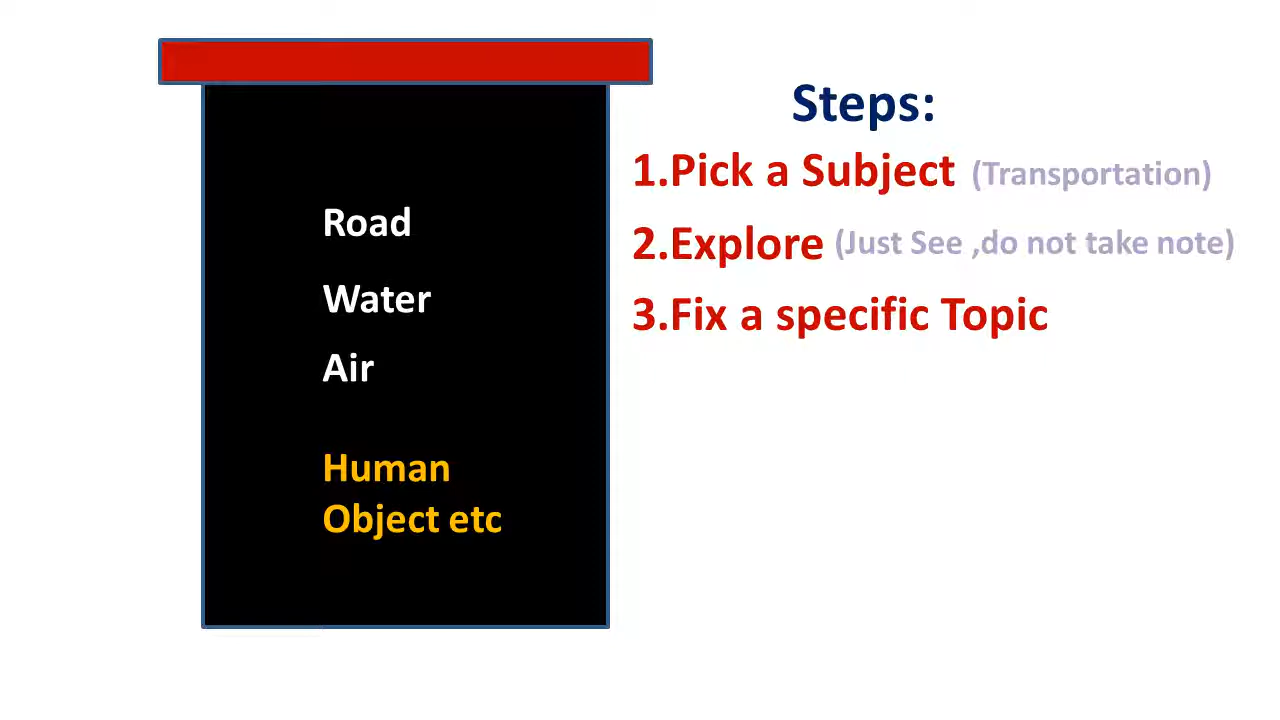 Road
Water
Air
Human
Object etc
Steps:
1.Pick a Subject (Transportation)
2.Explore (Just See ,do not take note)
3.Fix a specific Topic